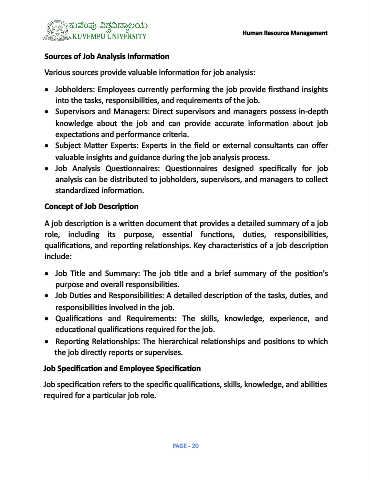 ಕುವೆಂಪು ವಿಶ್ವವಿದ್ಯಾಲಯ
KUVEMPU UNIVERSITY
Human Resource Management
Sources of Job Analysis Information
Various sources provide valuable information for job analysis:
• Jobholders: Employees currently performing the job provide firsthand insights
into the tasks, responsibilities, and requirements of the job.
• Supervisors and Managers: Direct supervisors and managers possess in-depth
knowledge about the job and can provide accurate information about job
expectations and performance criteria.
• Subject Matter Experts: Experts in the field or external consultants can offer
valuable insights and guidance during the job analysis process.
• Job Analysis Questionnaires: Questionnaires designed specifically for job
analysis can be distributed to jobholders, supervisors, and managers to collect
standardized information.
Concept of Job Description
A job description is a written document that provides a detailed summary of a job
role, including its purpose, essential functions, duties, responsibilities,
qualifications, and reporting relationships. Key characteristics of a job description
include:
• Job Title and Summary: The job title and a brief summary of the position's
purpose and overall responsibilities.
• Job Duties and Responsibilities: A detailed description of the tasks, duties, and
responsibilities involved in the job.
• Qualifications and Requirements: The skills, knowledge, experience, and
educational qualifications required for the job.
• Reporting Relationships: The hierarchical relationships and positions to which
the job directly reports or supervises.
Job Specification and Employee Specification
Job specification refers to the specific qualifications, skills, knowledge, and abilities
required for a particular job role.
PAGE - 20